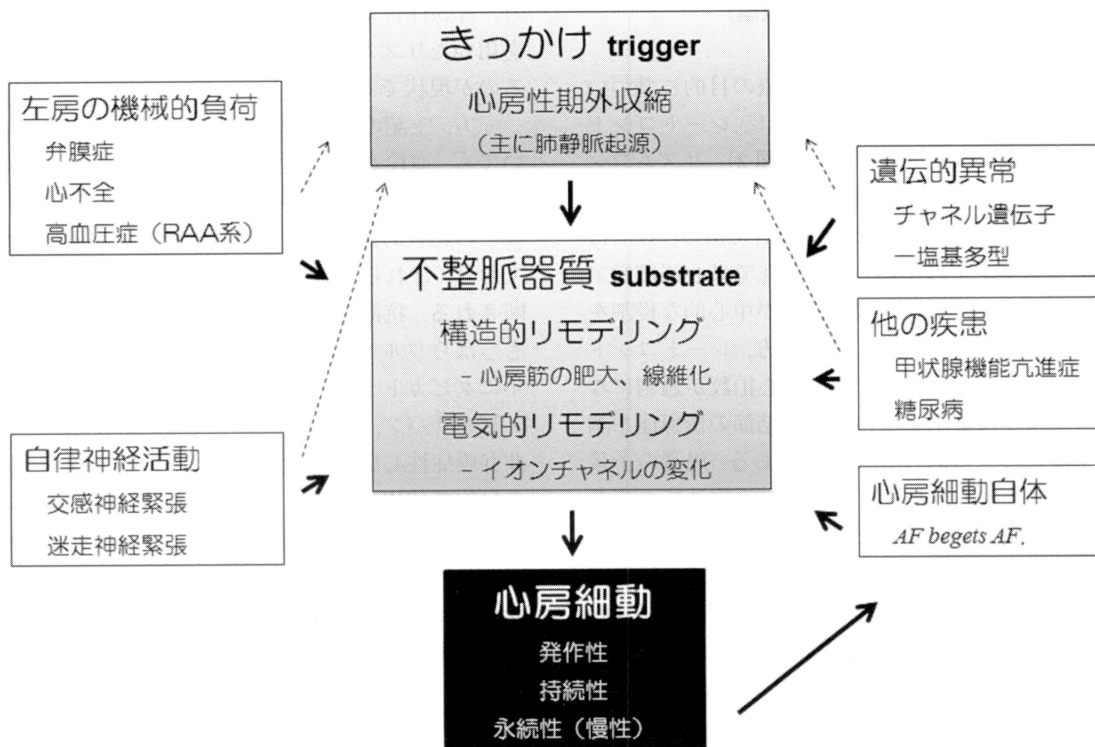 きっかけ trigger
心房性期外収縮
（主に肺静脈起源）
左房の機械的負荷
弁膜症
心不全
高血圧症（RAA系）
遺伝的異常
チャネル遺伝子
一塩基多型
不整脈器質 substrate
構造的リモデリング
- 心房筋の肥大、線維化
電気的リモデリング
- イオンチャネルの変化
他の疾患
甲状腺機能亢進症
糖尿病
自律神経活動
交感神経緊張
迷走神経緊張
心房細動自体
AF begets AF.
心房細動
発作性
持続性
永続性（慢性）